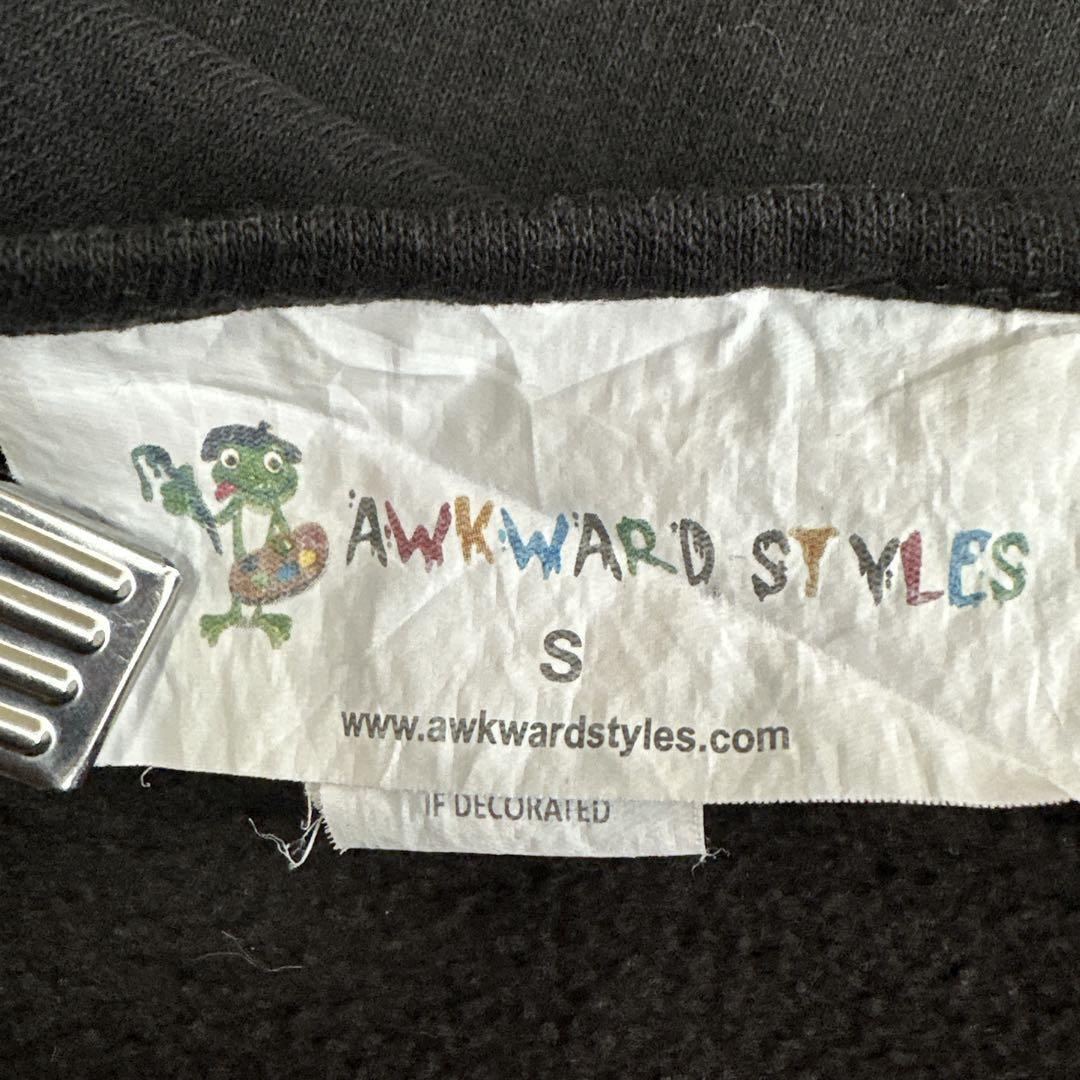 AWKWARD STYLES
S
www.awkwardstyles.com
IF DECORATED